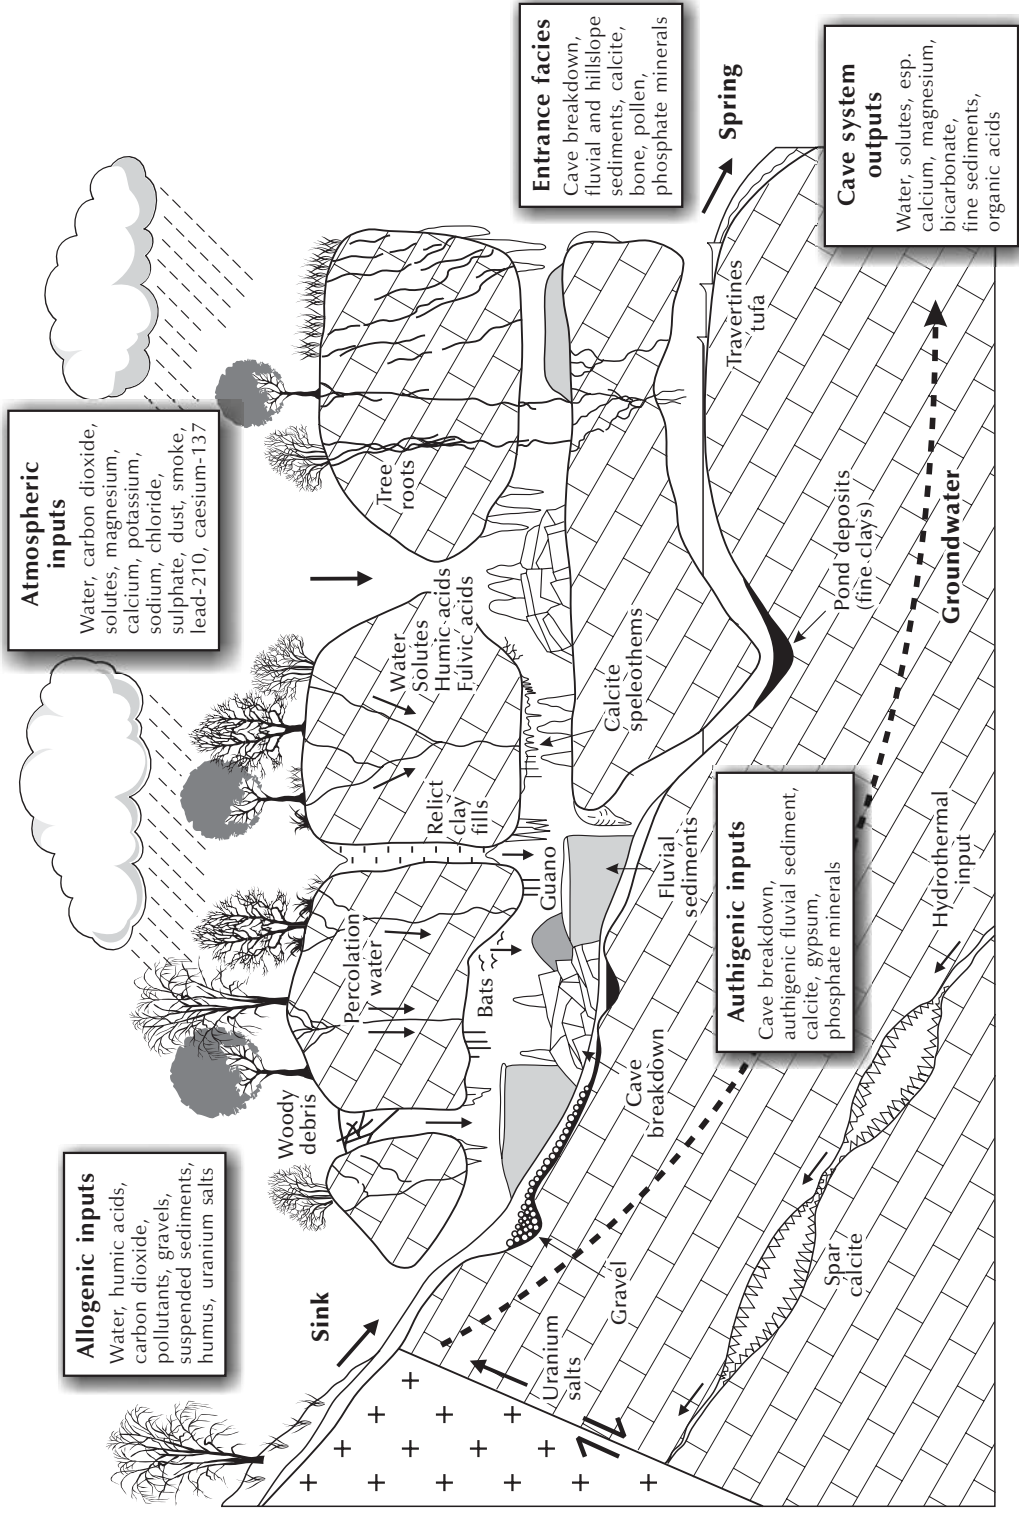 Allogenic inputs
Water, humic acids,
carbon dioxide,
pollutants, gravels,
suspended sediments,
humus, uranium salts
Atmospheric
inputs
Water, carbon dioxide,
solutes, magnesium,
calcium, potassium,
sodium, chloride,
sulphate, dust, smoke,
lead-210, caesium-137
Entrance facies
Cave breakdown,
fluvial and hillslope
sediments, calcite,
bone, pollen,
phosphate minerals
Sink
Woody
debris
Percolation
water
Bats
Relict
clay
fills
Guano
Water
Solutes
Humic acids
Fulvic acids
Tree
roots
Spring
Cave system
outputs
Water, solutes, esp.
calcium, magnesium,
bicarbonate,
fine sediments,
organic acids
Uranium
salts
Gravel
Cave
breakdown
Fluvial
sediments
Calcite
speleothems
Travertines
tufa
Pond deposits
(fine clays)
Authigenic inputs
Cave breakdown,
authigenic fluvial sediment,
calcite, gypsum,
phosphate minerals
Groundwater
Spar
calcite
Hydrothermal
input